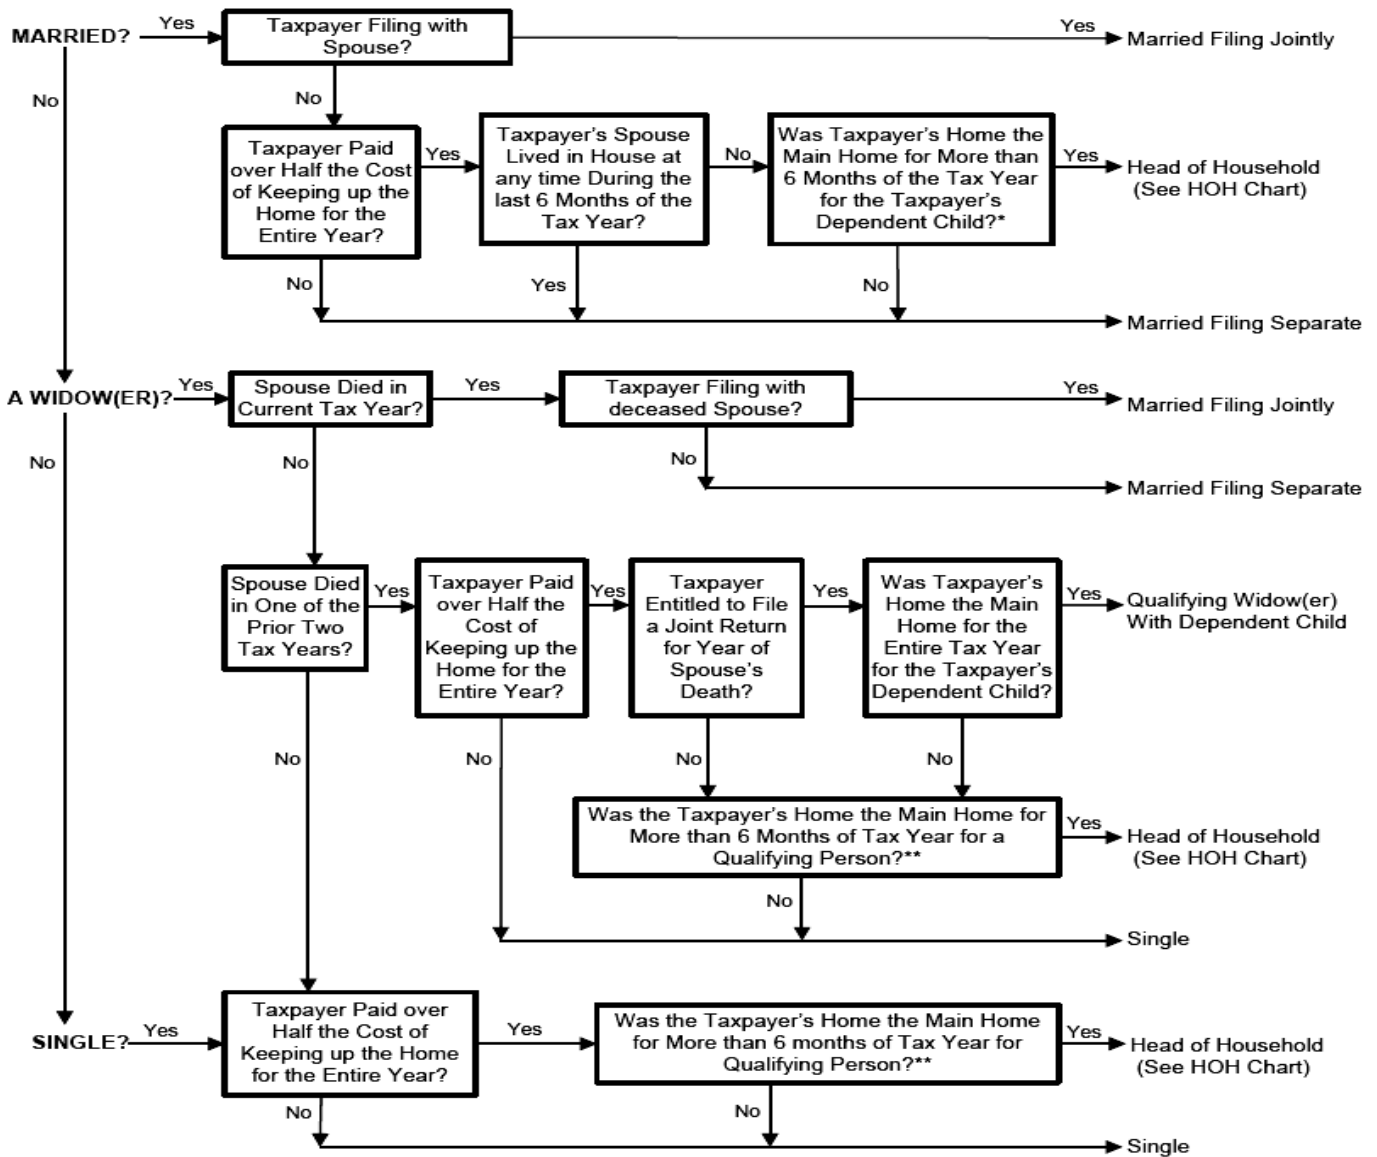 MARRIED?
Yes
Taxpayer Filing with
Spouse?
Yes
Married Filing Jointly
No
No
Taxpayer Paid
over Half the Cost
of Keeping up the
Home for the
Entire Year?
Yes
Taxpayer's Spouse
Lived in House at
any time During the
last 6 Months of the
Tax Year?
No
Was Taxpayer's Home the
Main Home for More than
6 Months of the Tax Year
for the Taxpayer's
Dependent Child?*
Yes
Head of Household
(See HOH Chart)
No
Yes
No
Married Filing Separate
A WIDOW(ER)?
Yes
Spouse Died in
Current Tax Year?
Yes
Taxpayer Filing with
deceased Spouse?
Yes
Married Filing Jointly
No
No
No
Married Filing Separate
Spouse Died
in One of the
Prior Two
Tax Years?
Yes
Taxpayer Paid
over Half the
Cost of
Keeping up the
Home for the
Entire Year?
Yes
Taxpayer
Entitled to File
a Joint Return
for Year of
Spouse's
Death?
Yes
Was Taxpayer's
Home the Main
Home for the
Entire Tax Year
for the Taxpayer's
Dependent Child?
Yes
Qualifying Widow(er)
With Dependent Child
No
No
No
No
Was the Taxpayer's Home the Main Home for
More than 6 Months of Tax Year for a
Qualifying Person?**
Yes
Head of Household
(See HOH Chart)
No
Single
SINGLE?
Yes
Taxpayer Paid over
Half the Cost of
Keeping up the Home
for the Entire Year?
Yes
Was the Taxpayer's Home the Main Home
for More than 6 months of Tax Year for
Qualifying Person?**
Yes
Head of Household
(See HOH Chart)
No
No
Single